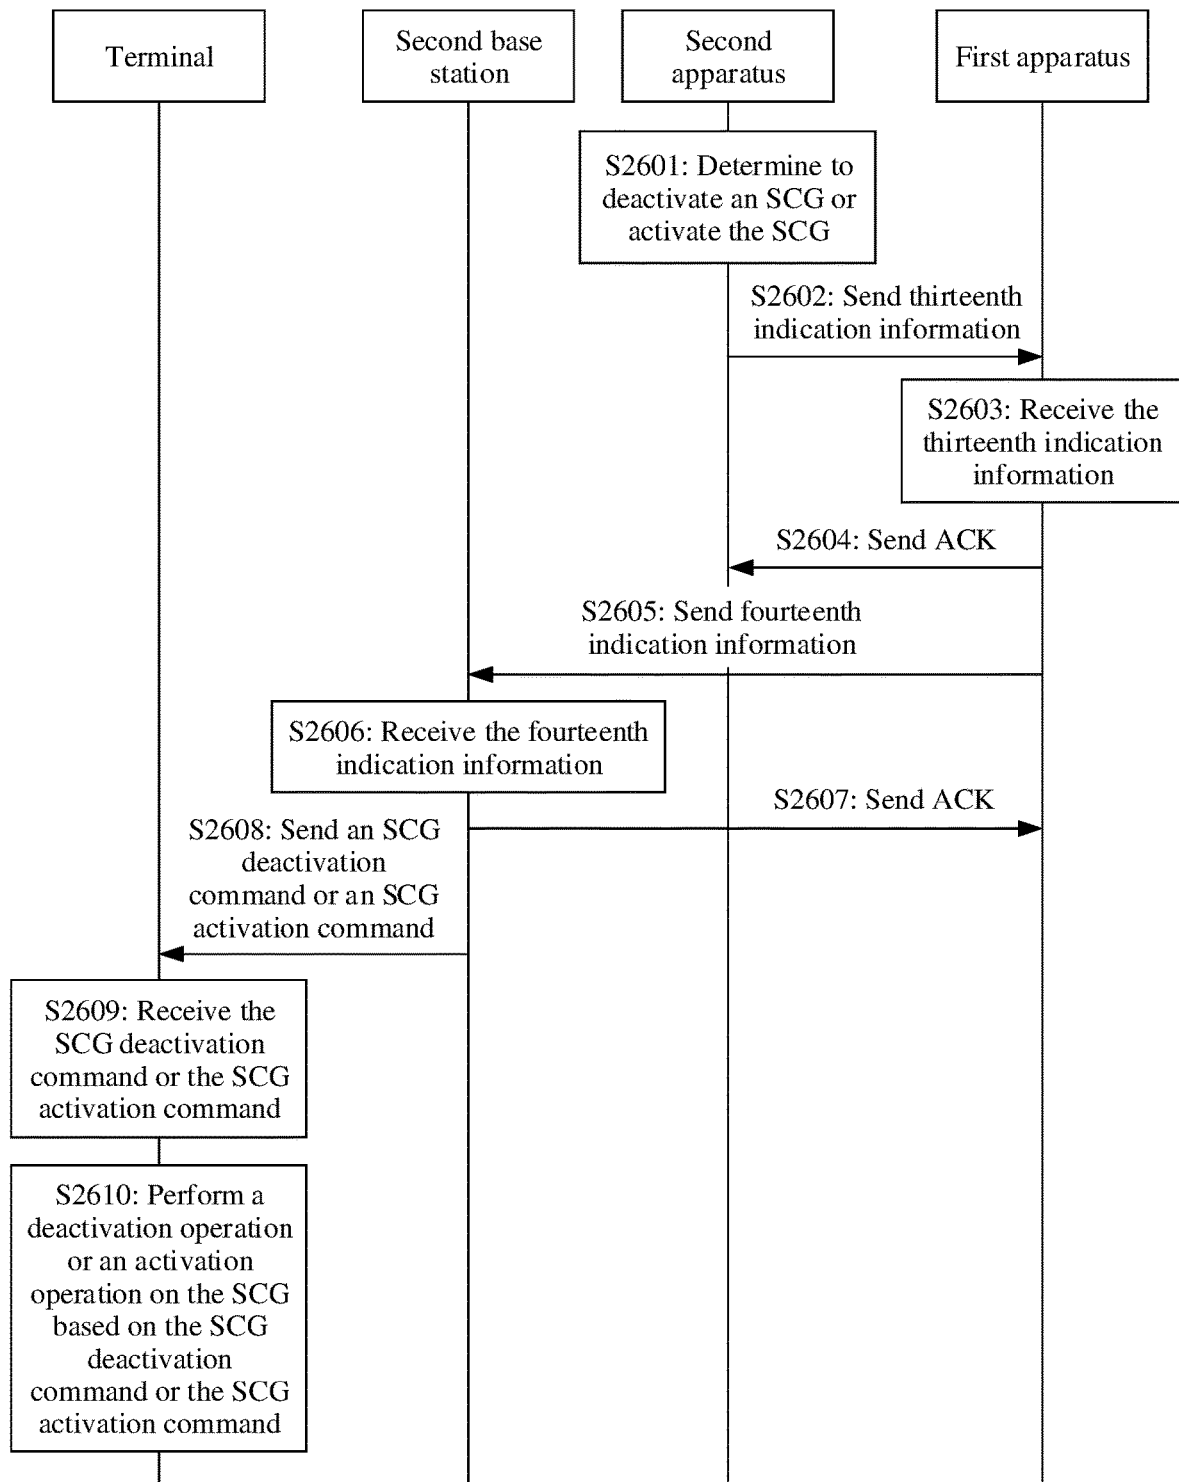 Terminal
Second base
station
Second
apparatus
First apparatus
S2601: Determine to
deactivate an SCG or
activate the SCG
S2602: Send thirteenth
indication information
S2603: Receive the
thirteenth indication
information
S2604: Send ACK
S2605: Send fourteenth
indication information
S2606: Receive the fourteenth
indication information
S2607: Send ACK
S2608: Send an SCG
deactivation
command or an SCG
activation command
S2609: Receive the
SCG deactivation
command or the SCG
activation command
S2610: Perform a
deactivation operation
or an activation
operation on the SCG
based on the SCG
deactivation
command or the SCG
activation command